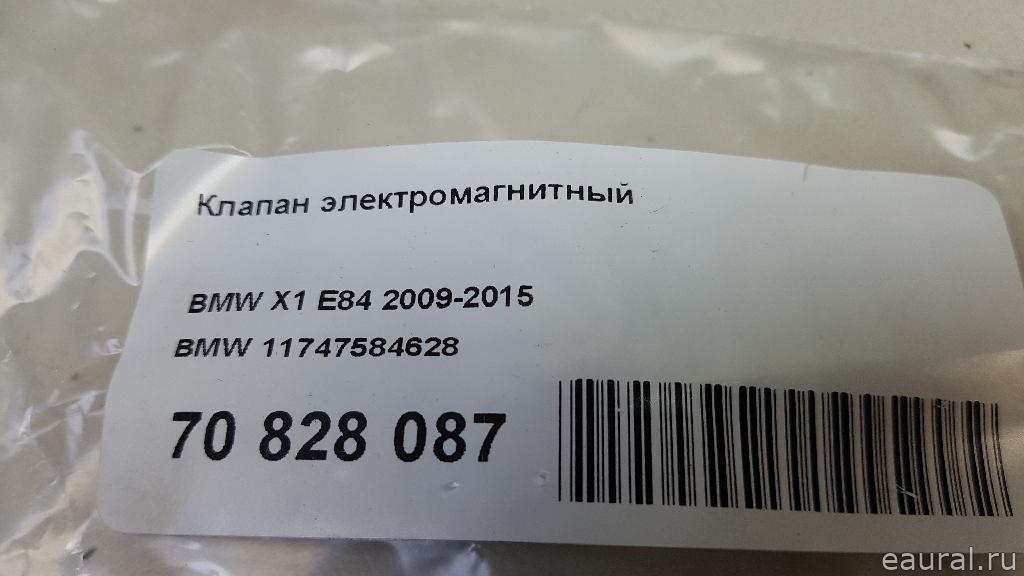 Клапан электромагнитный
BMW X1 E84 2009-2015
BMW 11747584628
70 828 087
eaural.ru